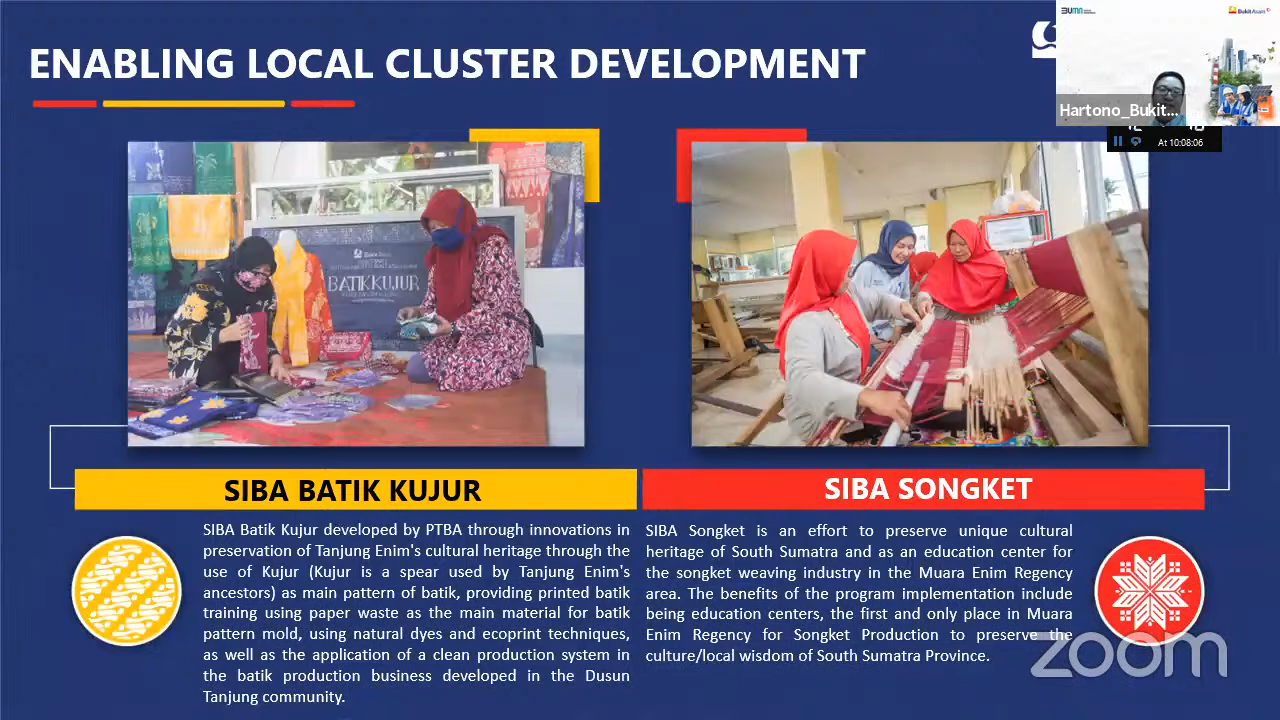 ENABLING LOCAL CLUSTER DEVELOPMENT
BUMN
BukitAsam
Hartono_Bukit...
At 10:08:06
BATIK KUJUR
SIBA BATIK KUJUR
SIBA Batik Kujur developed by PTBA through innovations in
preservation of Tanjung Enim's cultural heritage through the
use of Kujur (Kujur is a spear used by Tanjung Enim's
ancestors) as main pattern of batik, providing printed batik
training using paper waste as the main material for batik
pattern mold, using natural dyes and ecoprint techniques,
as well as the application of a clean production system in
the batik production business developed in the Dusun
Tanjung community.
SIBA SONGKET
SIBA Songket is an effort to preserve unique cultural
heritage of South Sumatra and as an education center for
the songket weaving industry in the Muara Enim Regency
area. The benefits of the program implementation include
being education centers, the first and only place in Muara
Enim Regency for Songket Production to preserve the
culture/local wisdom of South Sumatra Province.
zoom